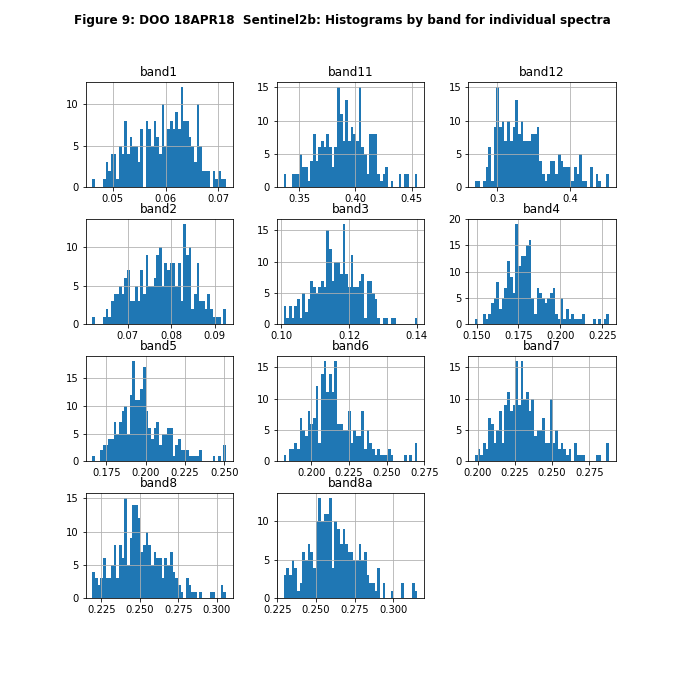 Figure 9: DOO 18APR18  Sentinel2b: Histograms by band for individual spectra
band1 band11 band12
10 5 0
0.05 0.06 0.07
15 10 5 0
0.35 0.40 0.45
15 10 5 0
0.3 0.4
band2 band3 band4
10 5 0
0.07 0.08 0.09
15 10 5 0
0.10 0.12 0.14
20 15 10 5 0
0.150 0.175 0.200 0.225
band5 band6 band7
15 10 5 0
0.175 0.200 0.225 0.250
15 10 5 0
0.200 0.225 0.250 0.275
15 10 5 0
0.200 0.225 0.250 0.275
band8 band8a
15 10 5 0
0.225 0.250 0.275 0.300
10 5 0
0.225 0.250 0.275 0.300